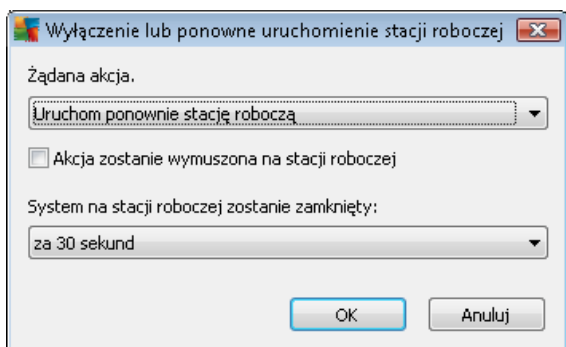 Wyłączenie lub ponowne uruchomienie stacji roboczej
Żądana akcja.
Uruchom ponownie stację roboczą
Akcja zostanie wymuszona na stacji roboczej
System na stacji roboczej zostanie zamknięty:
za 30 sekund
OK Anuluj